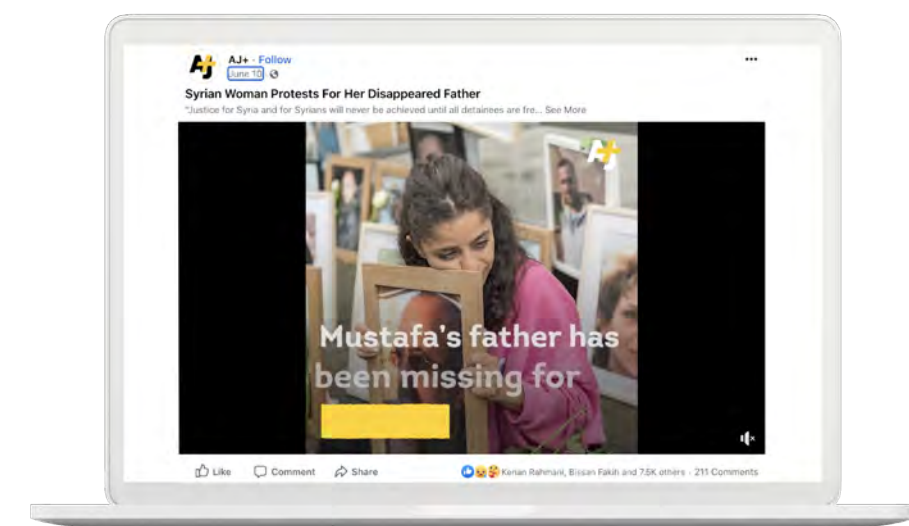 AJ+ · Follow
June 10 ·
Syrian Woman Protests For Her Disappeared Father
"Justice for Syria and for Syrians will never be achieved until all detainees are fre... See More
AJ+
Mustafa's father has
been missing for
Like Comment Share Kenan Rahmani, Bissan Fakih and 7.5K others · 211 Comments